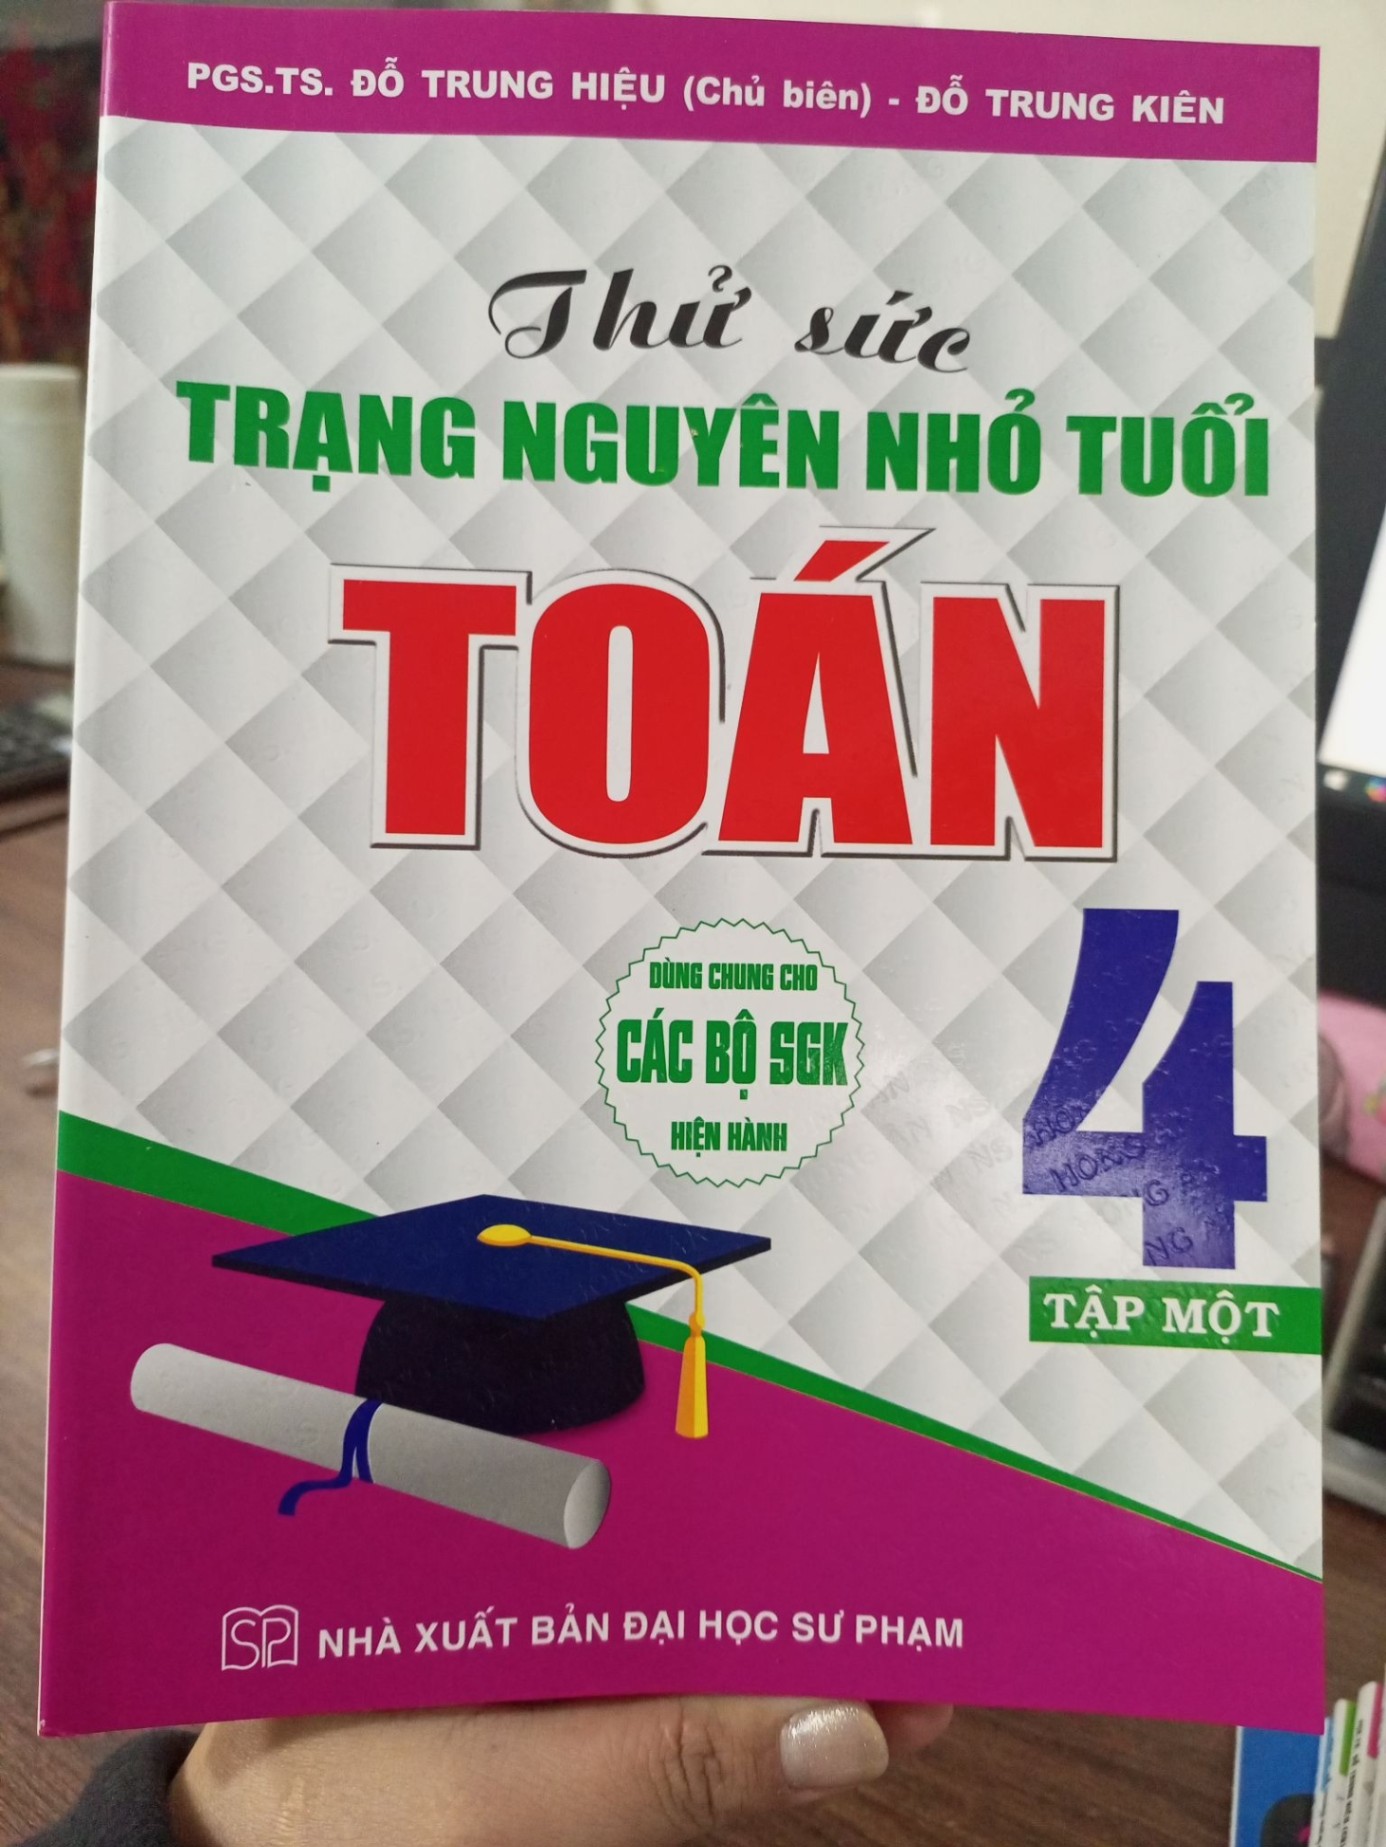 PGS.TS. ĐỖ TRUNG HIỆU (Chủ biên) - ĐỖ TRUNG KIÊN
Thử sức
TRẠNG NGUYÊN NHỎ TUỔI
TOÁN
DÙNG CHUNG CHO
CÁC BỘ SGK
HIỆN HÀNH
4
TẬP MỘT
SP NHÀ XUẤT BẢN ĐẠI HỌC SƯ PHẠM